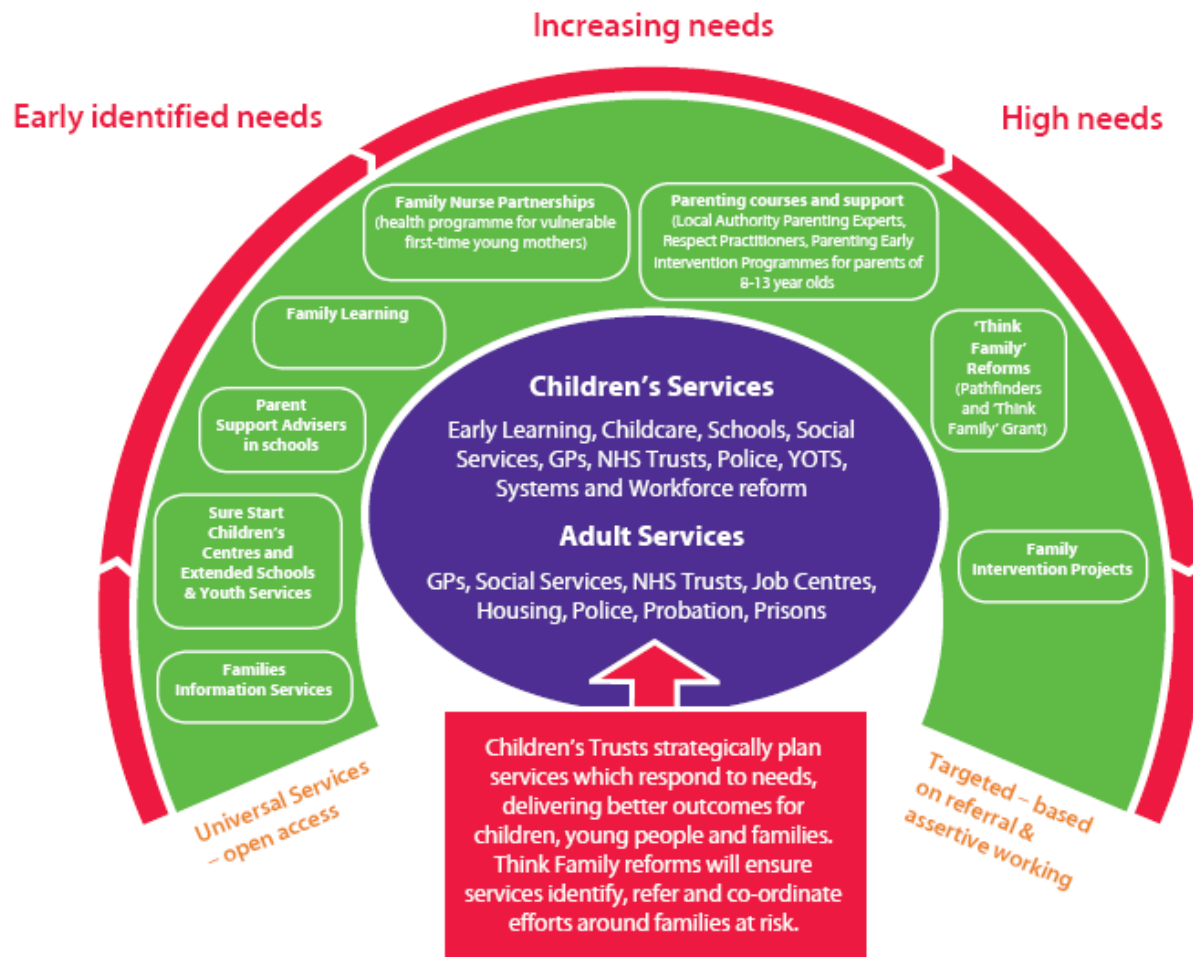 Increasing needs
Early identified needs
High needs
Family Nurse Partnerships
(health programme for vulnerable
first-time young mothers)
Parenting courses and support
(Local Authority Parenting Experts,
Respect Practitioners, Parenting Early
Intervention Programmes for parents of
8-13 year olds
Family Learning
'Think
Family'
Reforms
(Pathfinders
and 'Think
Family' Grant)
Parent
Support Advisers
in schools
Sure Start
Children's
Centres and
Extended Schools
& Youth Services
Family
Intervention Projects
Families
Information Services
Children's Services
Early Learning, Childcare, Schools, Social
Services, GPs, NHS Trusts, Police, YOTS,
Systems and Workforce reform
Adult Services
GPs, Social Services, NHS Trusts, Job Centres,
Housing, Police, Probation, Prisons
Children's Trusts strategically plan
services which respond to needs,
delivering better outcomes for
children, young people and families.
Think Family reforms will ensure
services identify, refer and co-ordinate
efforts around families at risk.
Universal Services
– open access
Targeted – based
on referral &
assertive working